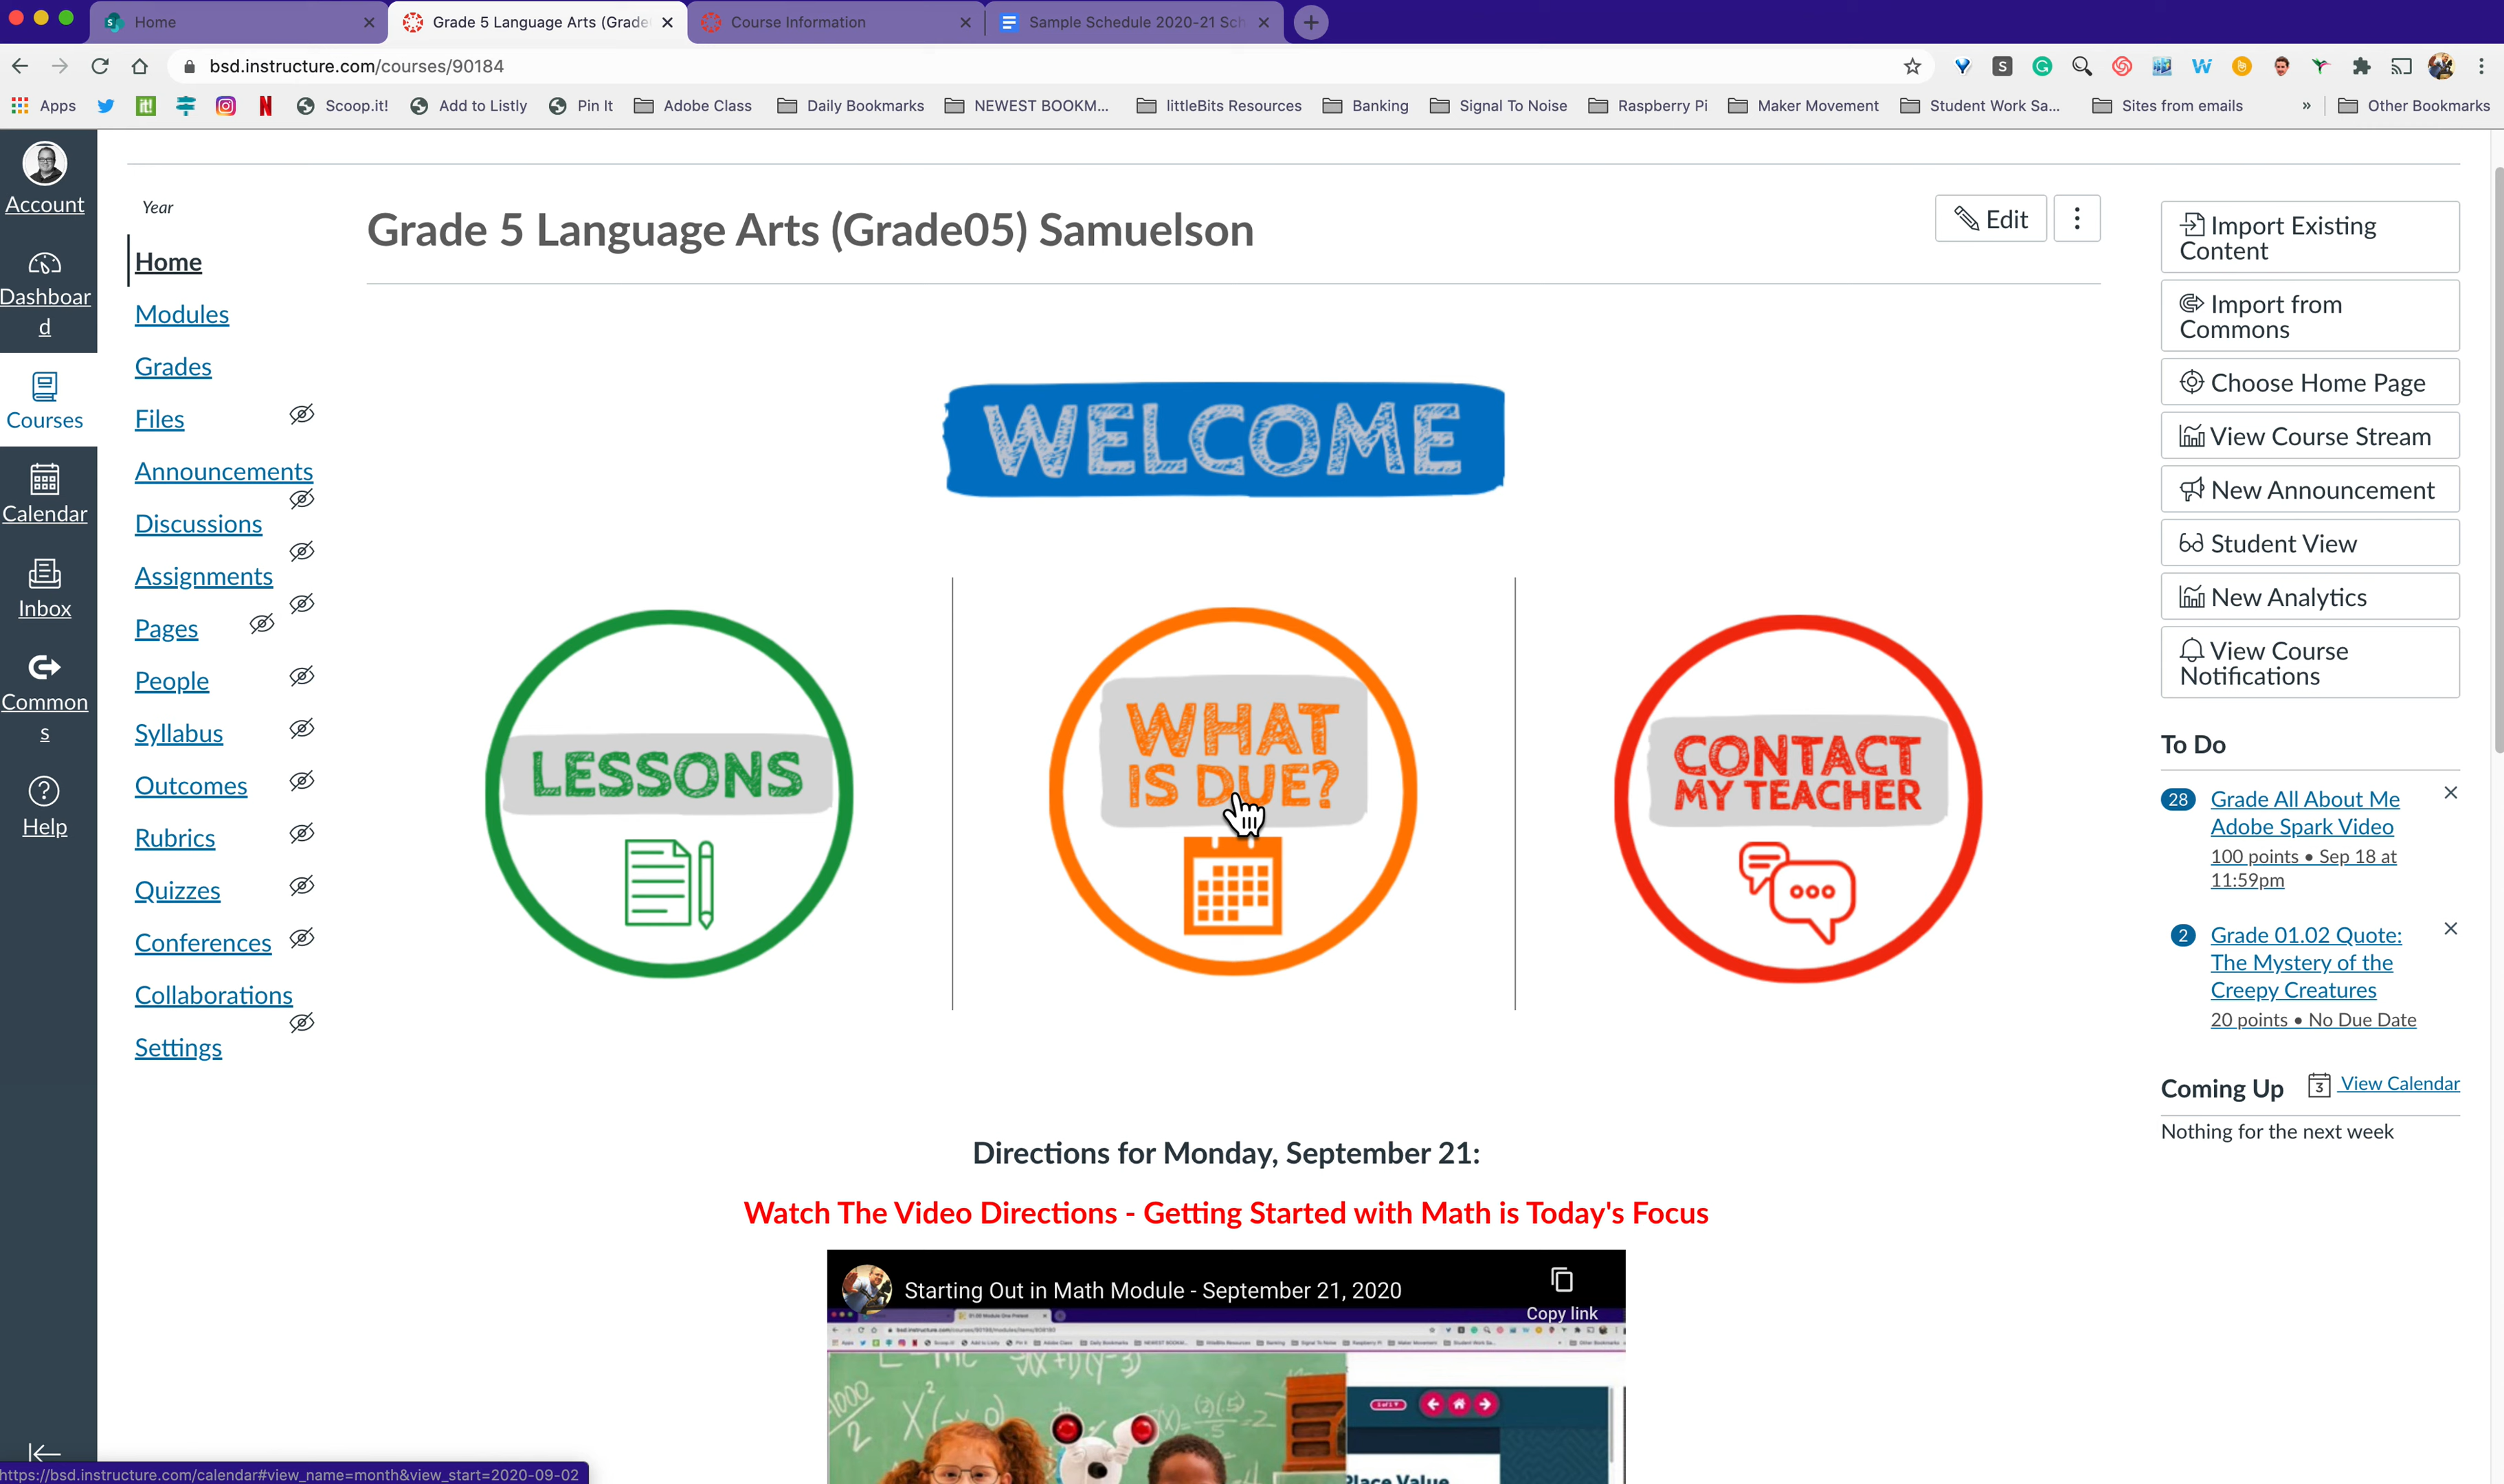 Home
Grade 5 Language Arts (Grade
Course Information
Sample Schedule 2020-21 Sch
bsd.instructure.com/courses/90184
Apps
Scoop.it!
Add to Listly
Pin It
Adobe Class
Daily Bookmarks
NEWEST BOOKM...
littleBits Resources
Banking
Signal To Noise
Raspberry Pi
Maker Movement
Student Work Sa...
Sites from emails
»
Other Bookmarks
Account
Dashboar
d
Courses
Calendar
Inbox
Common
s
Help
Year
Home
Modules
Grades
Files
Announcements
Discussions
Assignments
Pages
People
Syllabus
Outcomes
Rubrics
Quizzes
Conferences
Collaborations
Settings
Grade 5 Language Arts (Grade05) Samuelson
Edit
WELCOME
LESSONS
WHAT
IS DUE?
CONTACT
MY TEACHER
Directions for Monday, September 21:
Watch The Video Directions - Getting Started with Math is Today's Focus
Starting Out in Math Module - September 21, 2020
Copy link
Place Value
Import Existing
Content
Import from
Commons
Choose Home Page
View Course Stream
New Announcement
Student View
New Analytics
View Course
Notifications
To Do
28
Grade All About Me
Adobe Spark Video
100 points • Sep 18 at
11:59pm
2
Grade 01.02 Quote:
The Mystery of the
Creepy Creatures
20 points • No Due Date
Coming Up
3
View Calendar
Nothing for the next week
https://bsd.instructure.com/calendar#view_name=month&view_start=2020-09-02